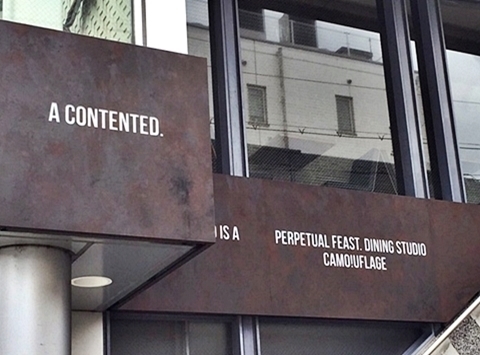 A CONTENTED.
IS A PERPETUAL FEAST. DINING STUDIO
CAMO!UFLAGE